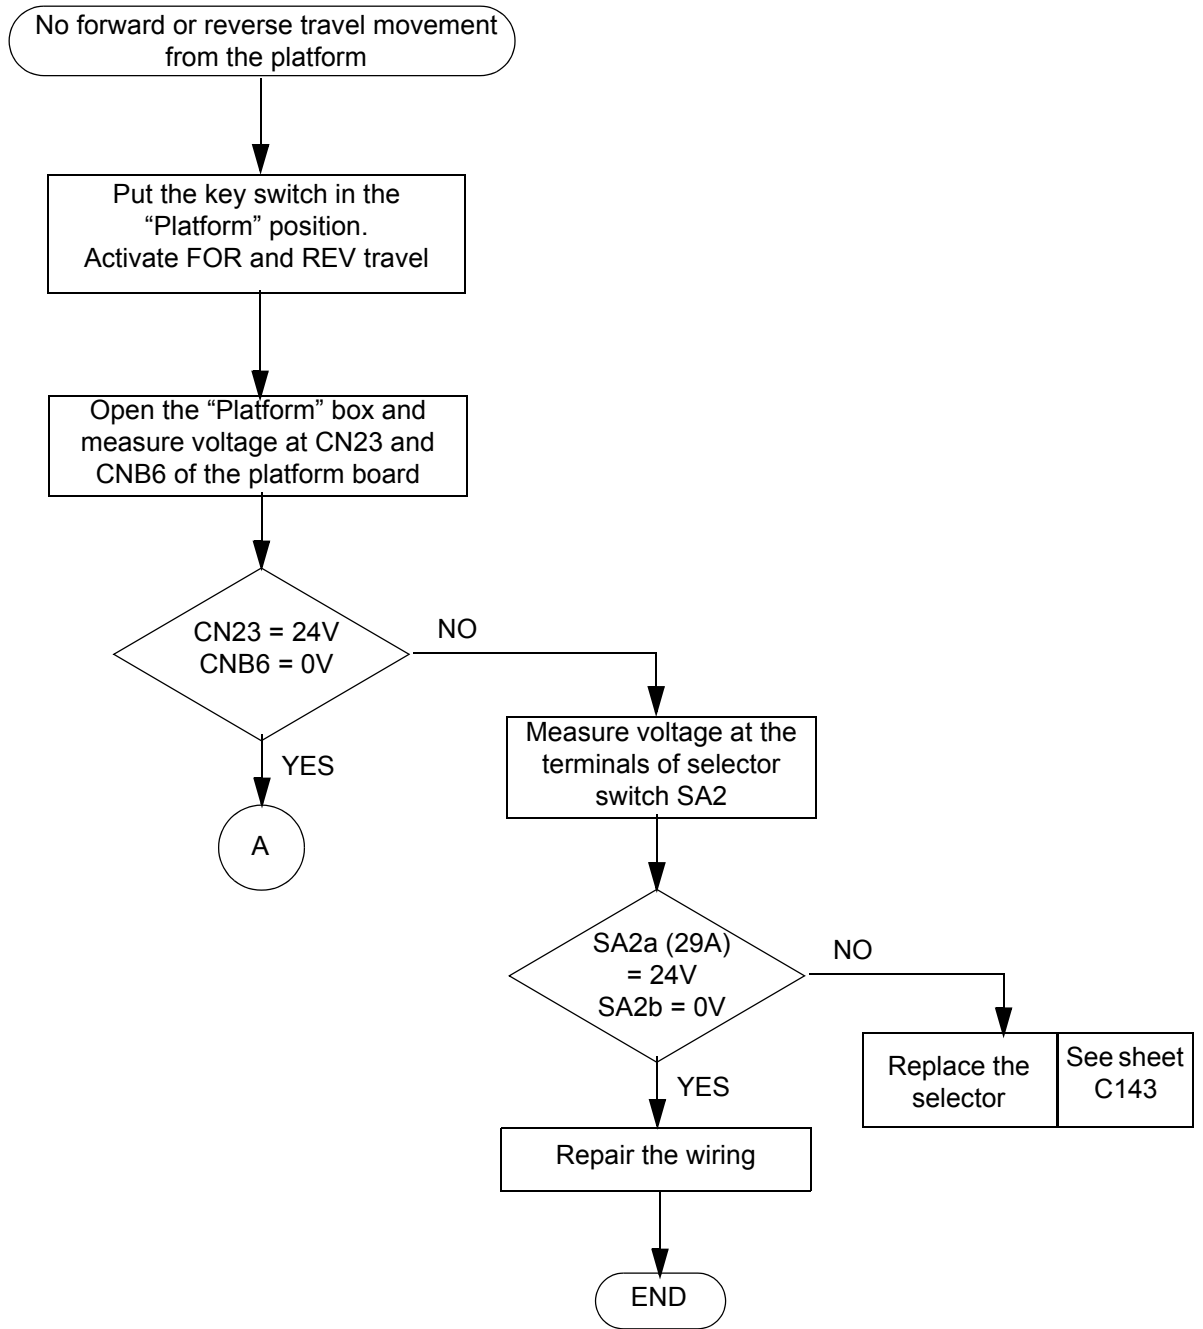 No forward or reverse travel movement
from the platform
Put the key switch in the
“Platform” position.
Activate FOR and REV travel
Open the “Platform” box and
measure voltage at CN23 and
CNB6 of the platform board
CN23 = 24V
CNB6 = 0V
NO
YES
A
Measure voltage at the
terminals of selector
switch SA2
SA2a (29A)
= 24V
SA2b = 0V
NO
YES
Replace the
selector
See sheet
C143
Repair the wiring
END